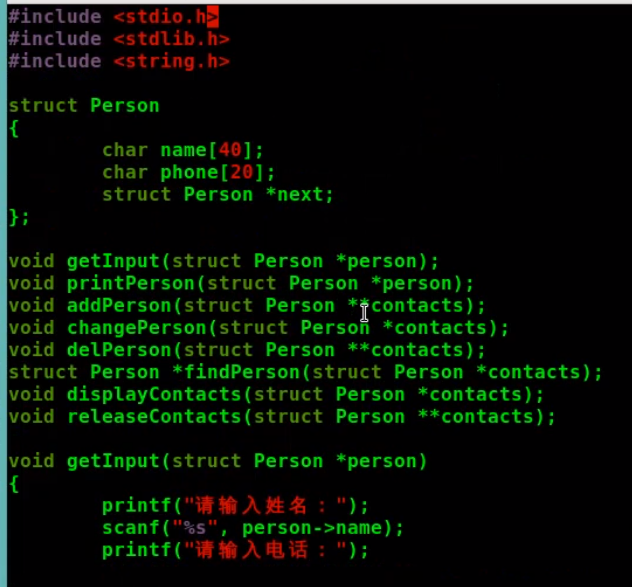 #include <stdio.h>
#include <stdlib.h>
#include <string.h>
struct Person
{
char name[40];
char phone[20];
struct Person *next;
};
void getInput(struct Person *person);
void printPerson(struct Person *person);
void addPerson(struct Person **contacts);
void changePerson(struct Person *contacts);
void delPerson(struct Person **contacts);
struct Person *findPerson(struct Person *contacts);
void displayContacts(struct Person *contacts);
void releaseContacts(struct Person **contacts);
void getInput(struct Person *person)
{
printf("请输入姓名：");
scanf("%s", person->name);
printf("请输入电话：");